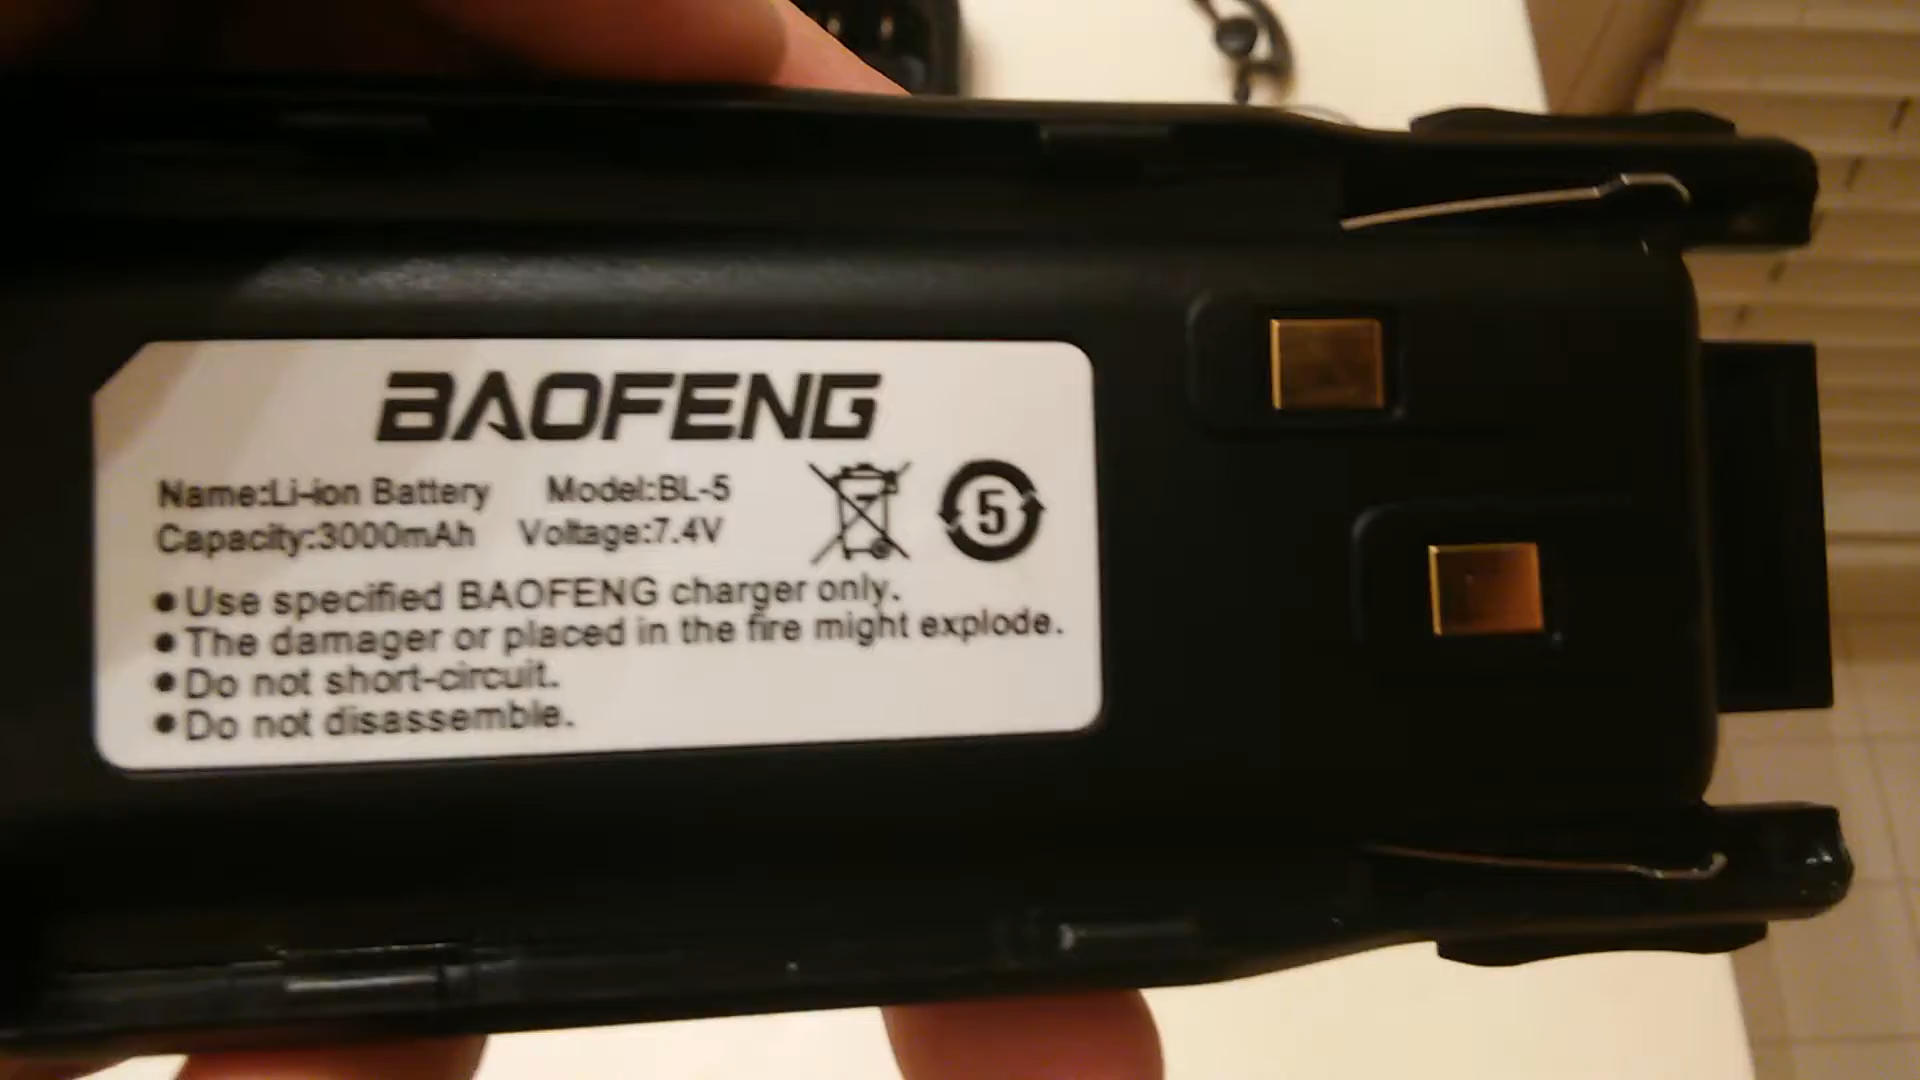 BAOFENG
Name:Li-ion Battery Model:BL-5
Capacity:3000mAh Voltage:7.4V
5
● Use specified BAOFENG charger only.
● The damager or placed in the fire might explode.
● Do not short-circuit.
● Do not disassemble.